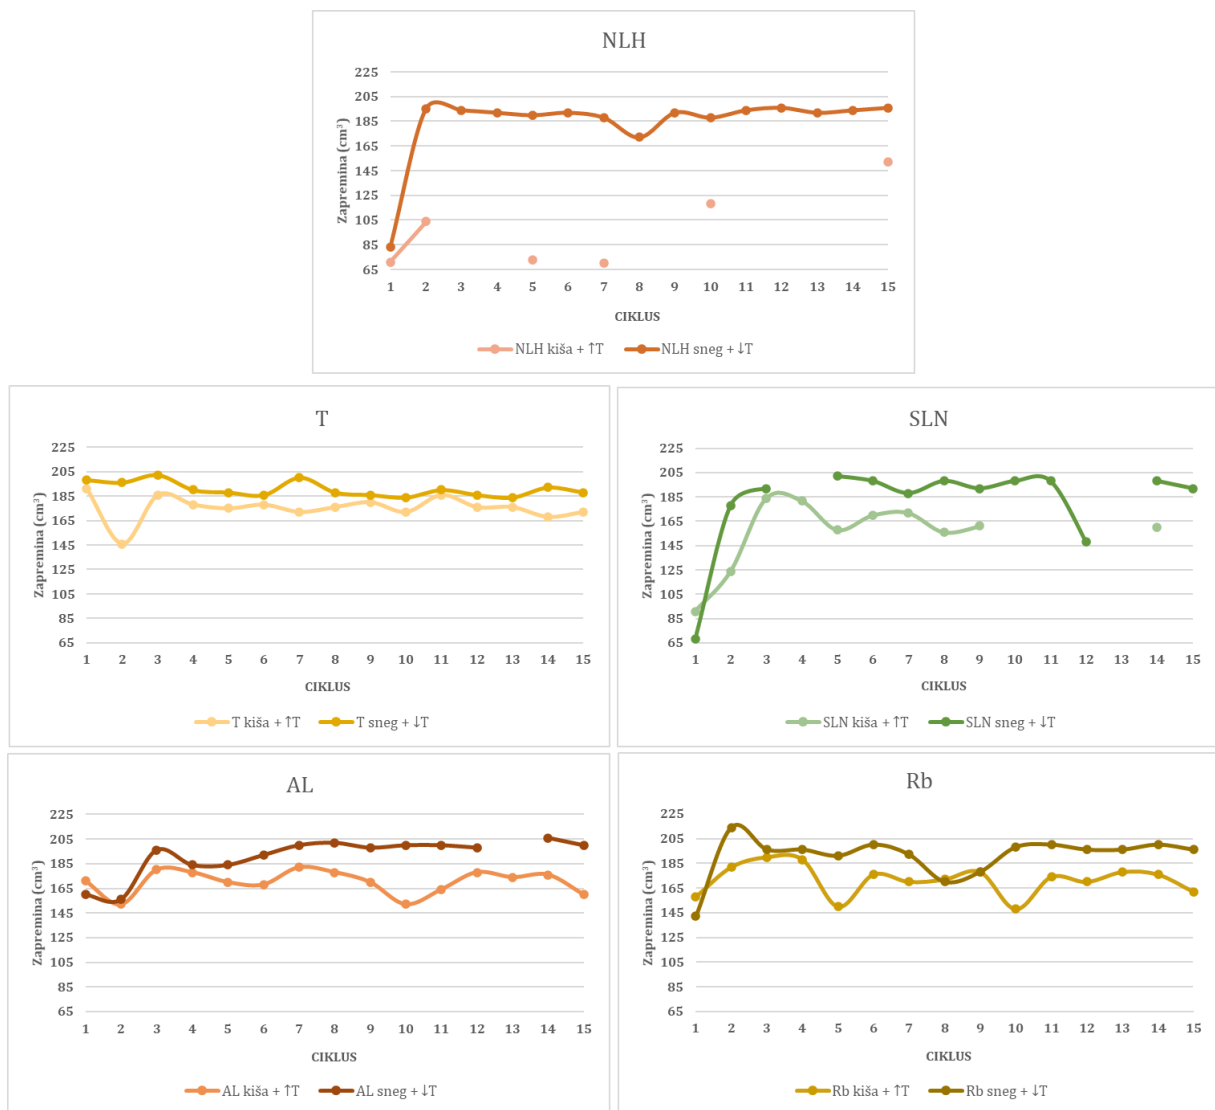 NLH
225
205
185
165
145
125
105
85
65
Zapremina (cm³)
1 2 3 4 5 6 7 8 9 10 11 12 13 14 15
CIKLUS
NLH kiša + ↑T NLH sneg + ↓T
T
225
205
185
165
145
125
105
85
65
Zapremina (cm³)
1 2 3 4 5 6 7 8 9 10 11 12 13 14 15
CIKLUS
T kiša + ↑T T sneg + ↓T
SLN
225
205
185
165
145
125
105
85
65
Zapremina (cm³)
1 2 3 4 5 6 7 8 9 10 11 12 13 14 15
CIKLUS
SLN kiša + ↑T SLN sneg + ↓T
AL
225
205
185
165
145
125
105
85
65
Zapremina (cm³)
1 2 3 4 5 6 7 8 9 10 11 12 13 14 15
CIKLUS
AL kiša + ↑T AL sneg + ↓T
Rb
225
205
185
165
145
125
105
85
65
Zapremina (cm³)
1 2 3 4 5 6 7 8 9 10 11 12 13 14 15
CIKLUS
Rb kiša + ↑T Rb sneg + ↓T